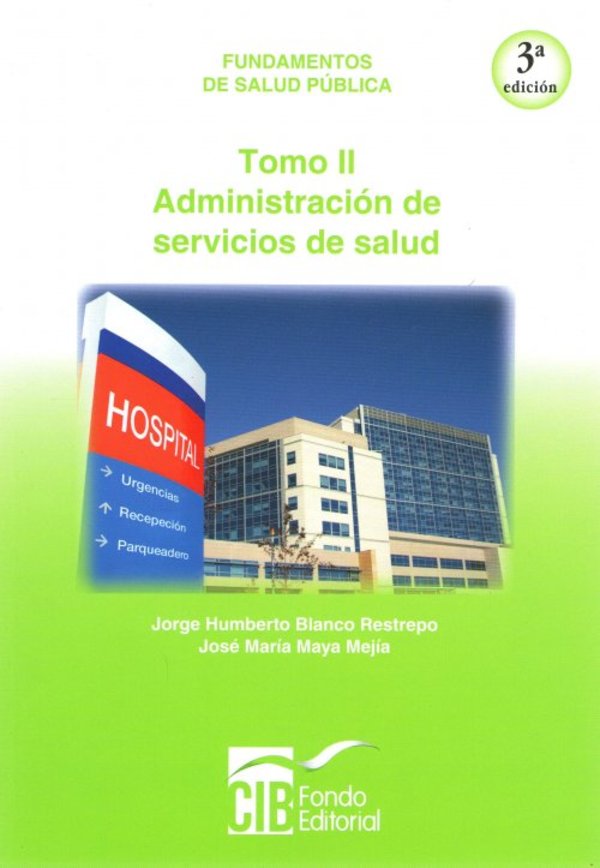 FUNDAMENTOS
DE SALUD PÚBLICA
3ª
edición
Tomo II
Administración de
servicios de salud
HOSPITAL
→ Urgencias
↑ Recepeción
→ Parqueadero
Jorge Humberto Blanco Restrepo
José María Maya Mejía
CIB Fondo
Editorial